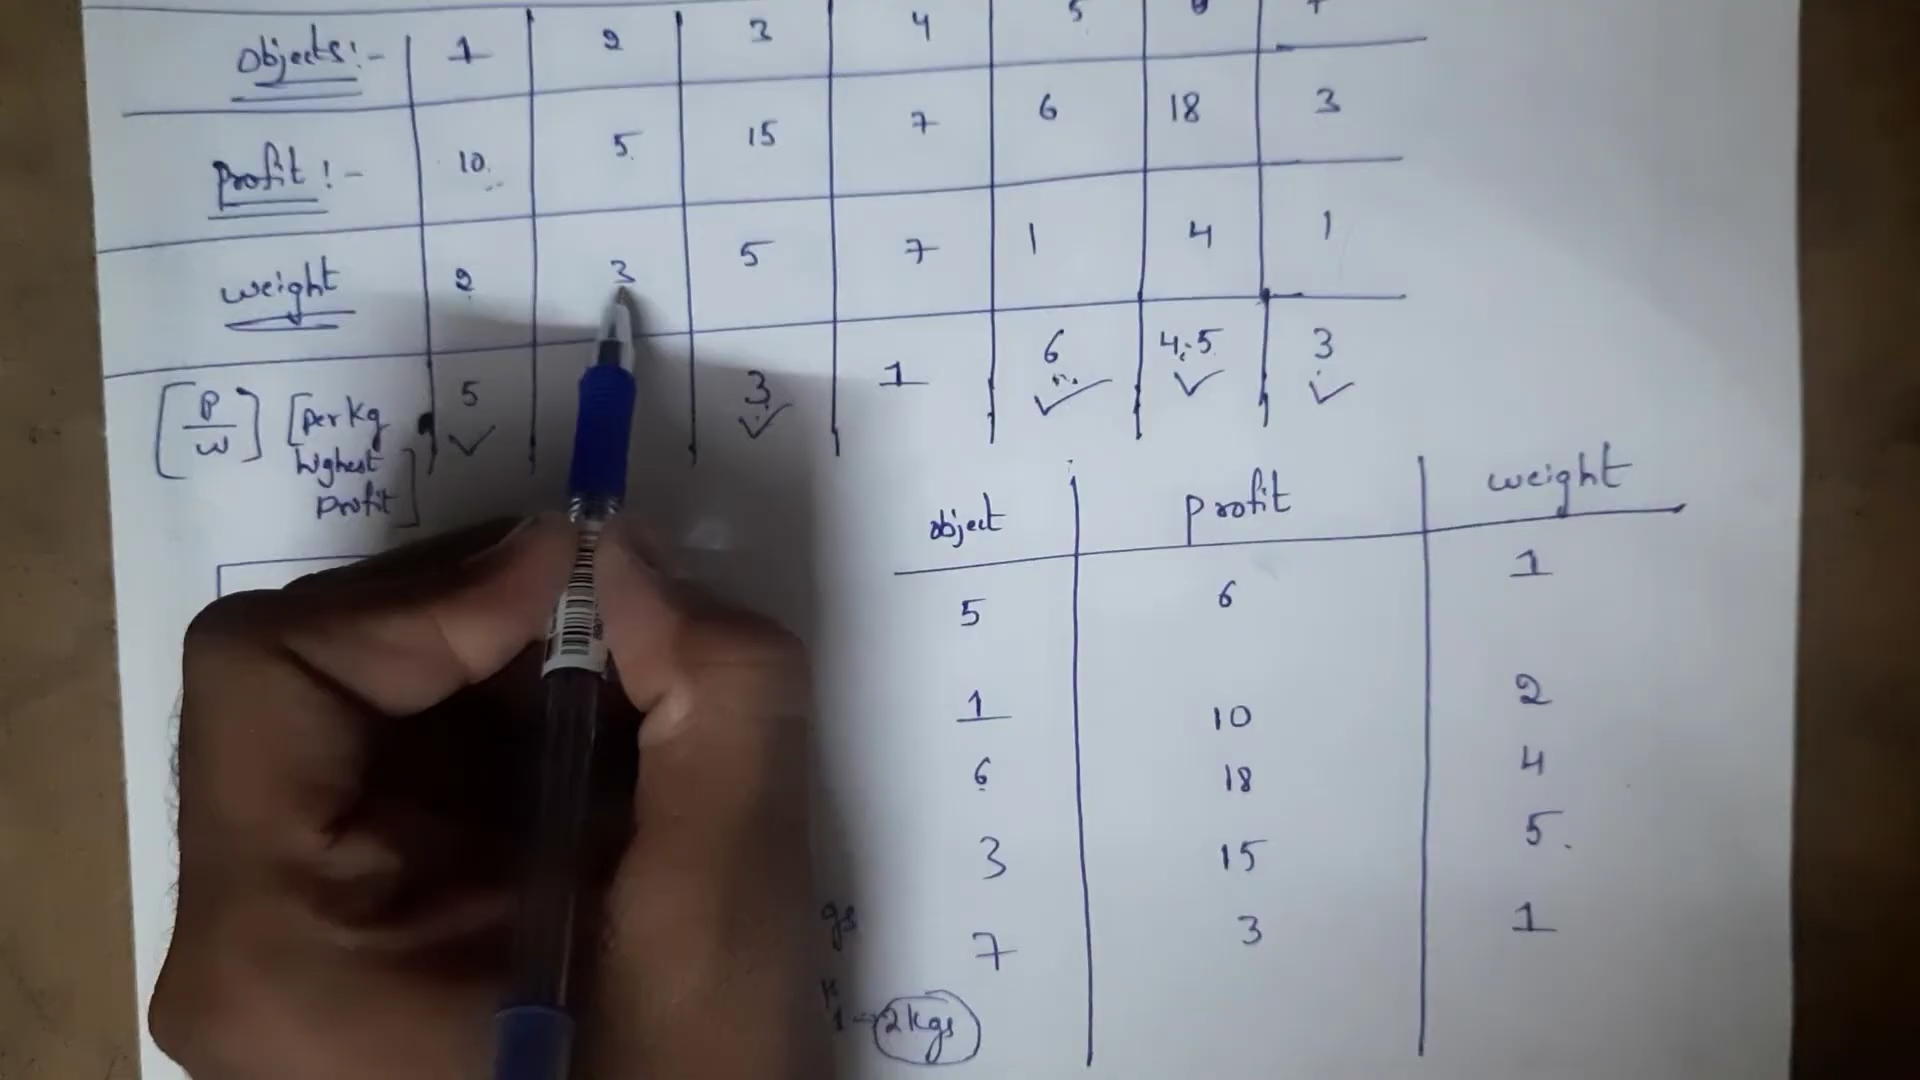 Objects:- 1 2 3 4 5
Profit:- 10 5 15 7 6 18 3
weight 2 3 5 7 1 4 1
[P/w] [Per kg highest profit] 5 3 1 6 4.5 3
object profit weight
5 6 1
1 10 2
6 18 4
3 15 5
gs
7 3 1
1 → 2kgs